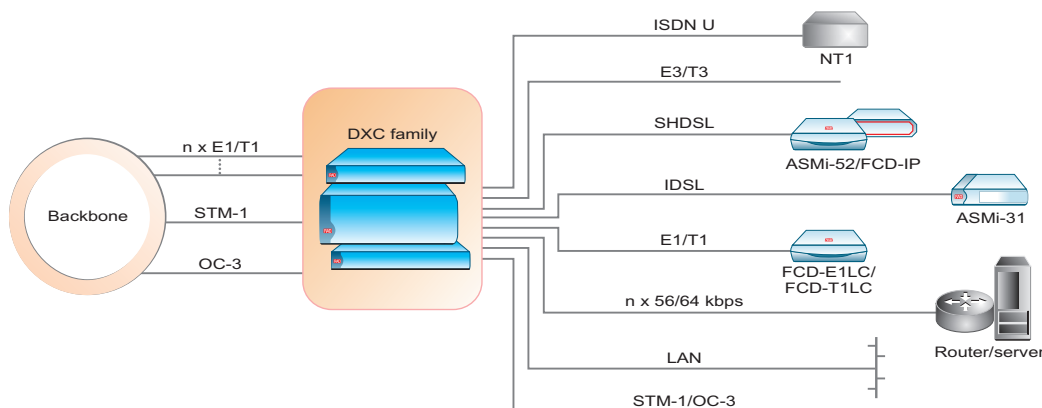 ISDN U
NT1
E3/T3
DXC family
SHDSL
n x E1/T1
ASMi-52/FCD-IP
IDSL
Backbone
STM-1
ASMi-31
E1/T1
OC-3
FCD-E1LC/
FCD-T1LC
n x 56/64 kbps
Router/server
LAN
STM-1/OC-3